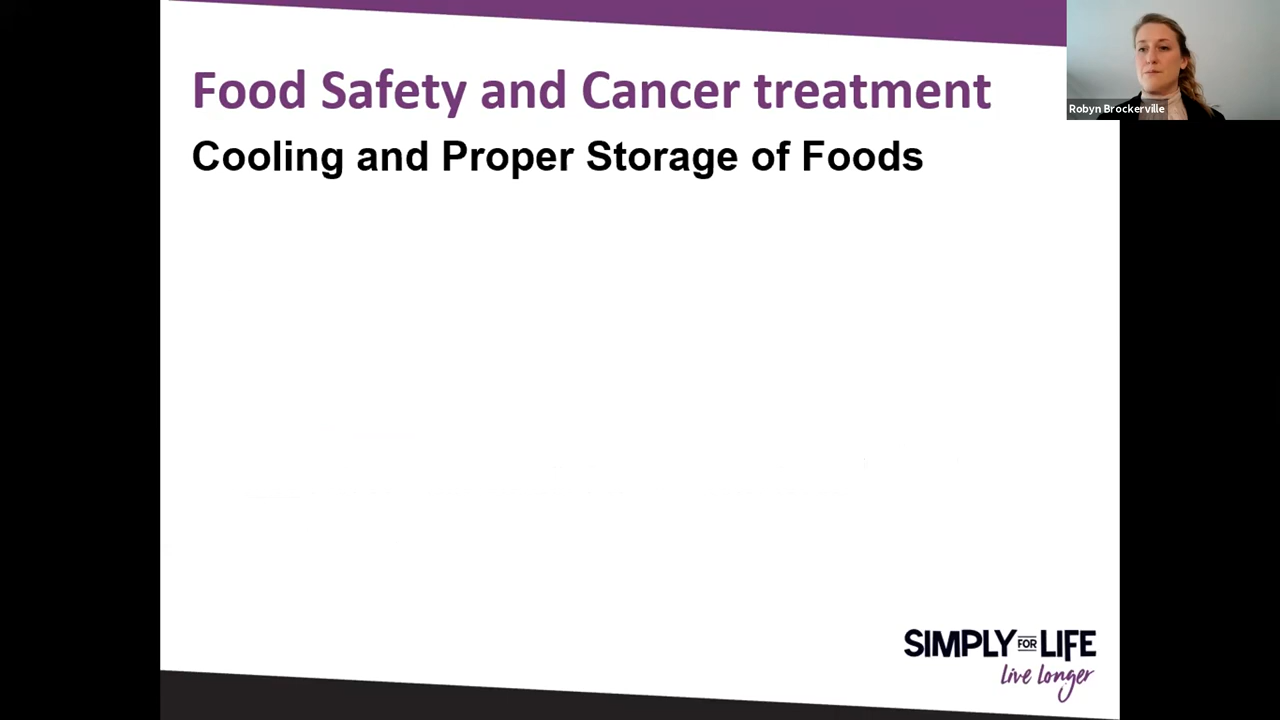 Food Safety and Cancer treatment
Cooling and Proper Storage of Foods
Robyn Brockerville
SIMPLY FOR LIFE
live longer